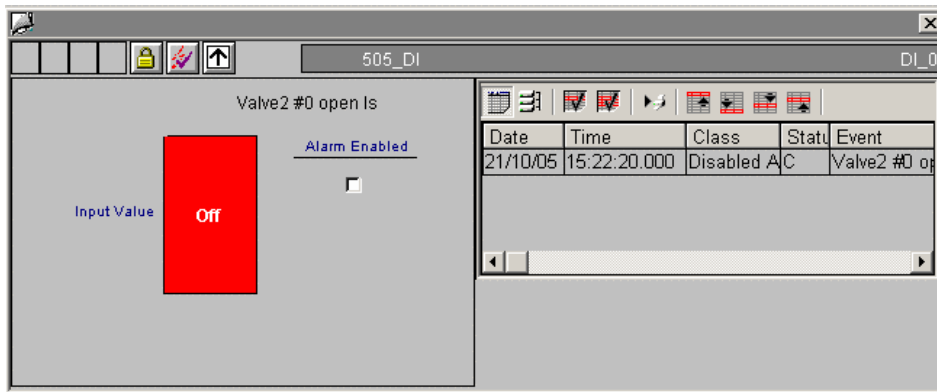 505_DI DI_0
Valve2 #0 open ls
Alarm Enabled
Input Value
Off
Date Time Class Statu Event
21/10/05 15:22:20.000 Disabled A C Valve2 #0 op